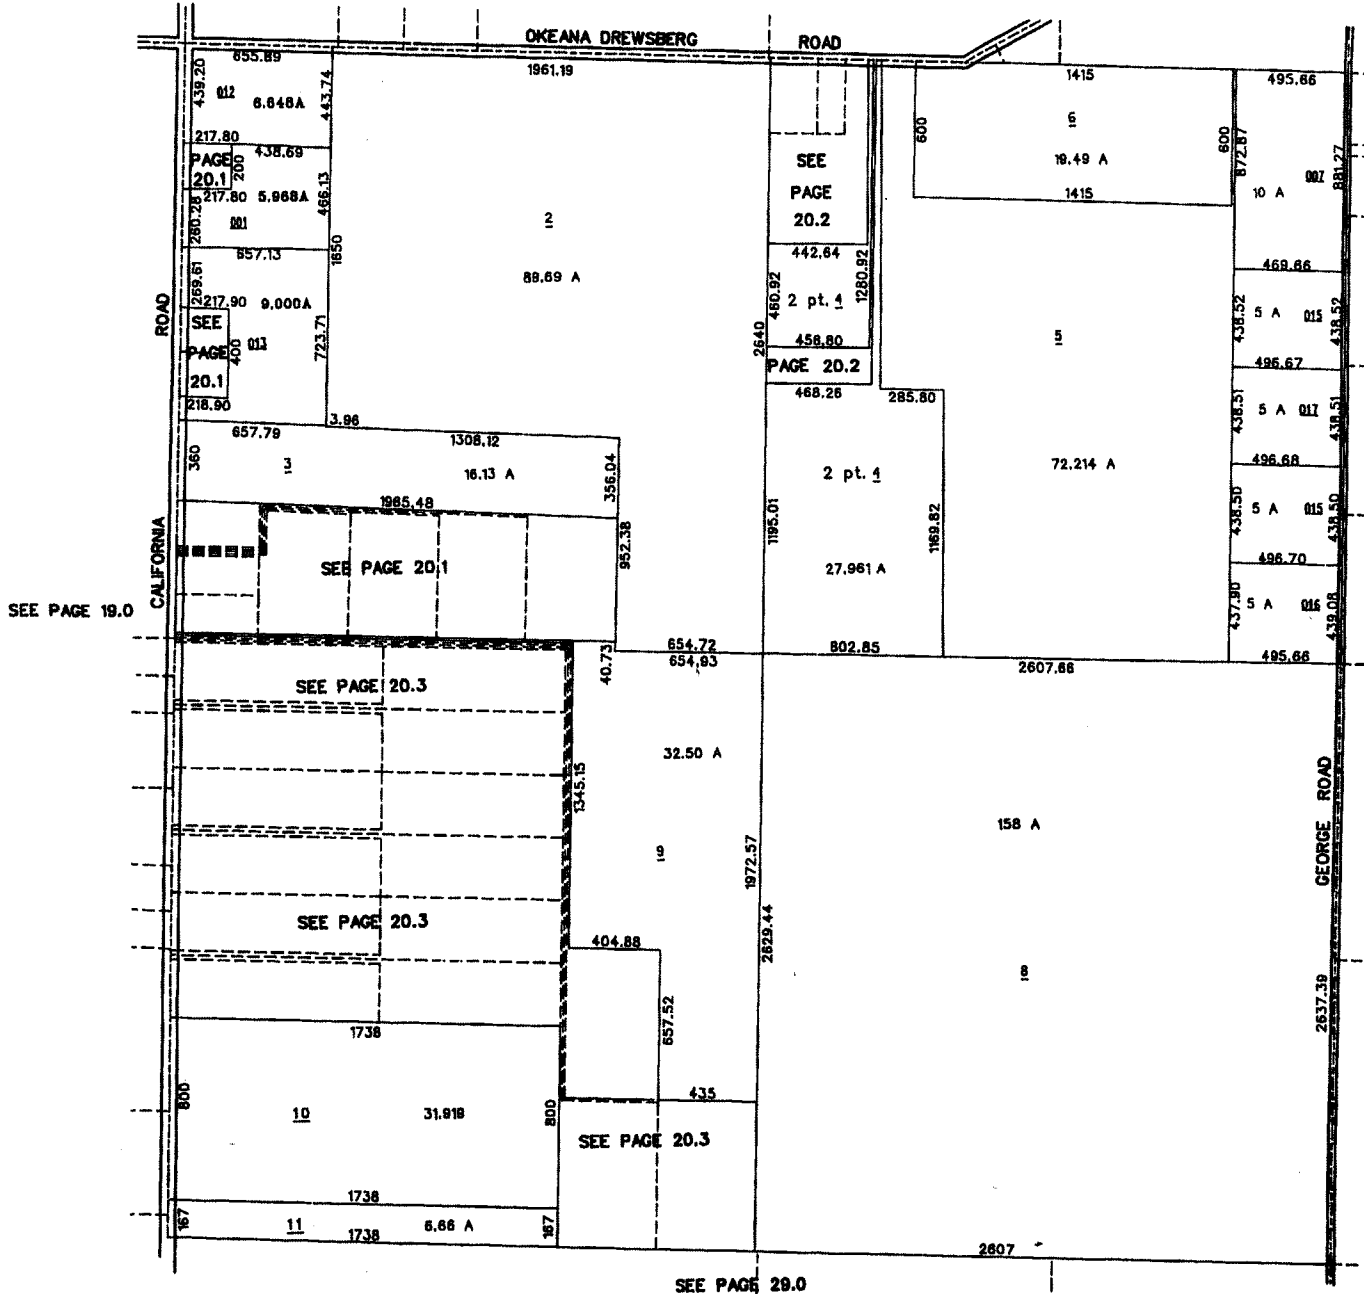 OKEANA DREWSBERG ROAD
655.89
1961.19
1415
495.66
439.20
012
6.648A
443.74
217.80
438.69
PAGE
20.1
200
217.80
5.968A
466.13
260.28
001
657.13
1650
2
88.69 A
SEE
PAGE
20.2
442.64
460.92
1280.92
2 pt. 4
458.80
2640
PAGE 20.2
468.26
285.80
600
6
19.49 A
600
1415
872.87
007
10 A
881.27
469.66
269.61
217.90
9.000A
SEE
PAGE
20.1
400
013
723.71
218.90
ROAD
438.52
5 A
015
438.52
496.67
5
438.51
5 A
017
438.51
496.68
657.79
3.96
1308.12
360
3
16.13 A
356.04
1965.48
2 pt. 4
72.214 A
438.50
5 A
015
438.50
496.70
CALIFORNIA
SEE PAGE 20.1
952.38
1195.01
1169.82
27.961 A
437.90
5 A
016
439.08
SEE PAGE 19.0
40.73
654.72
654.93
802.85
2607.66
495.66
SEE PAGE 20.3
32.50 A
1345.15
158 A
GEORGE ROAD
9
1972.57
SEE PAGE 20.3
404.88
2629.44
8
657.52
2637.39
1738
800
10
31.918
800
435
SEE PAGE 20.3
1738
167
11
6.66 A
167
1738
2607
SEE PAGE 29.0